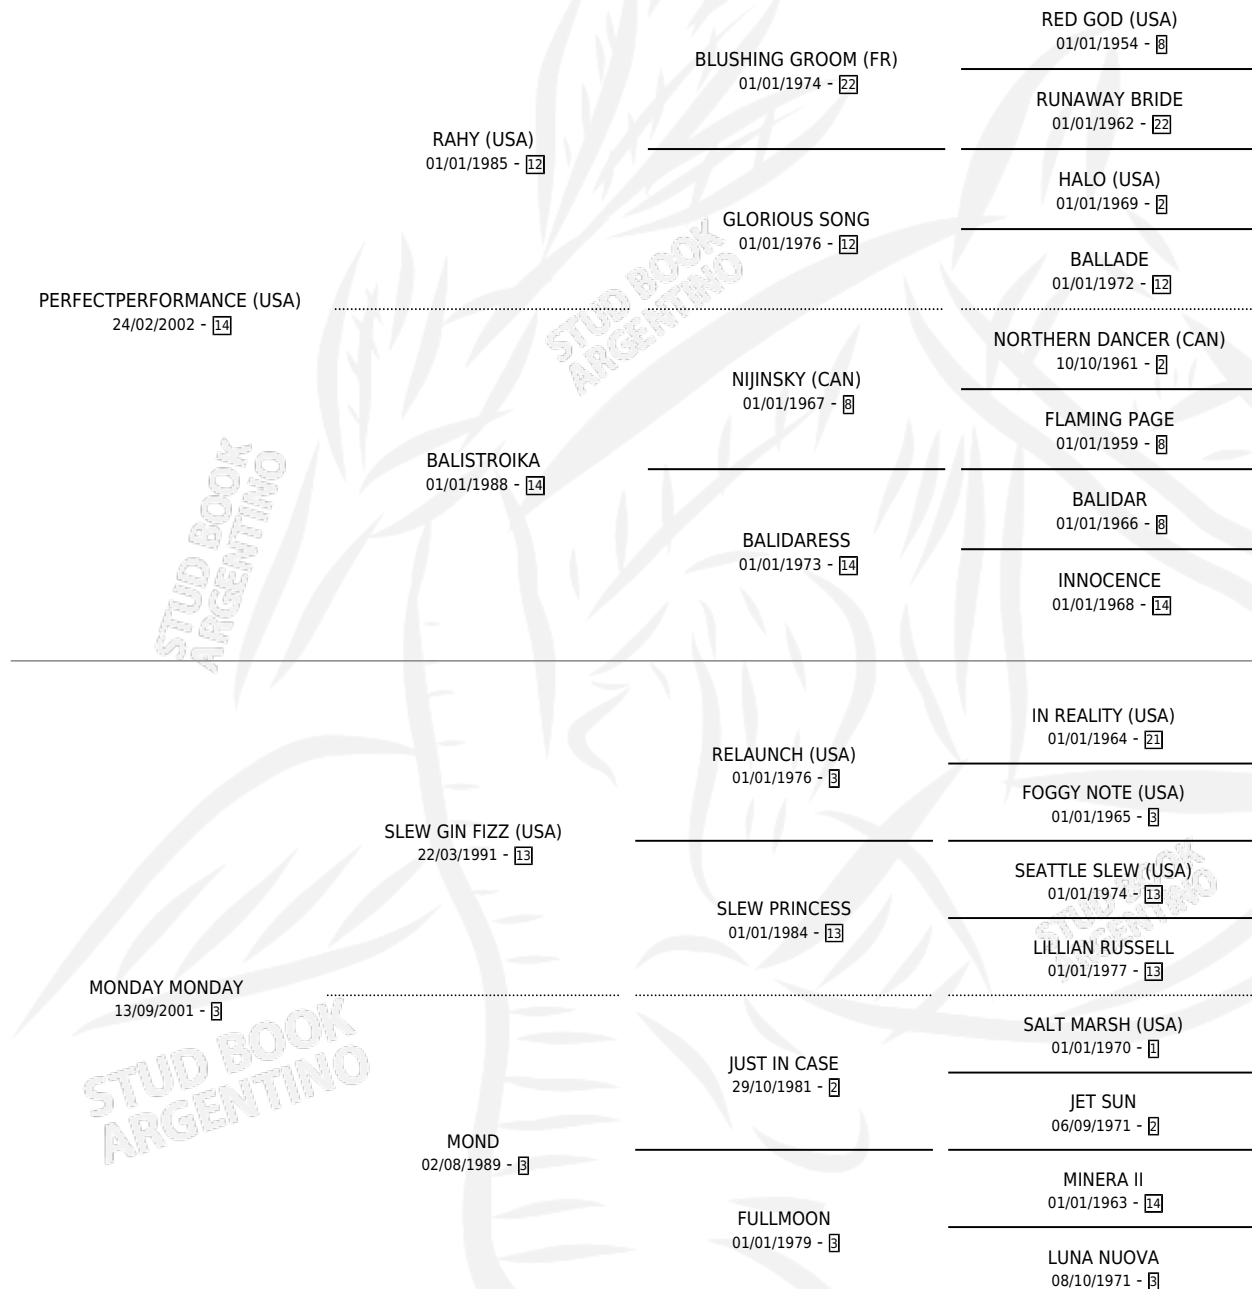 RED GOD (USA)
01/01/1954 - 8
BLUSHING GROOM (FR)
01/01/1974 - 22
RUNAWAY BRIDE
01/01/1962 - 22
RAHY (USA)
01/01/1985 - 12
HALO (USA)
01/01/1969 - 2
GLORIOUS SONG
01/01/1976 - 12
BALLADE
01/01/1972 - 12
PERFECTPERFORMANCE (USA)
24/02/2002 - 14
NORTHERN DANCER (CAN)
10/10/1961 - 2
NIJINSKY (CAN)
01/01/1967 - 8
FLAMING PAGE
01/01/1959 - 8
BALISTROIKA
01/01/1988 - 14
BALIDAR
01/01/1966 - 8
BALIDARESS
01/01/1973 - 14
INNOCENCE
01/01/1968 - 14
IN REALITY (USA)
01/01/1964 - 21
RELAUNCH (USA)
01/01/1976 - 3
FOGGY NOTE (USA)
01/01/1965 - 3
SLEW GIN FIZZ (USA)
22/03/1991 - 13
SEATTLE SLEW (USA)
01/01/1974 - 13
SLEW PRINCESS
01/01/1984 - 13
LILLIAN RUSSELL
01/01/1977 - 13
MONDAY MONDAY
13/09/2001 - 3
SALT MARSH (USA)
01/01/1970 - 1
JUST IN CASE
29/10/1981 - 2
JET SUN
06/09/1971 - 2
MOND
02/08/1989 - 3
MINERA II
01/01/1963 - 14
FULLMOON
01/01/1979 - 3
LUNA NUOVA
08/10/1971 - 3
STUD BOOK
ARGENTINO
STUD BOOK
ARGENTINO
STUD BOOK
ARGENTINO
STUD BOOK
ARGENTINO